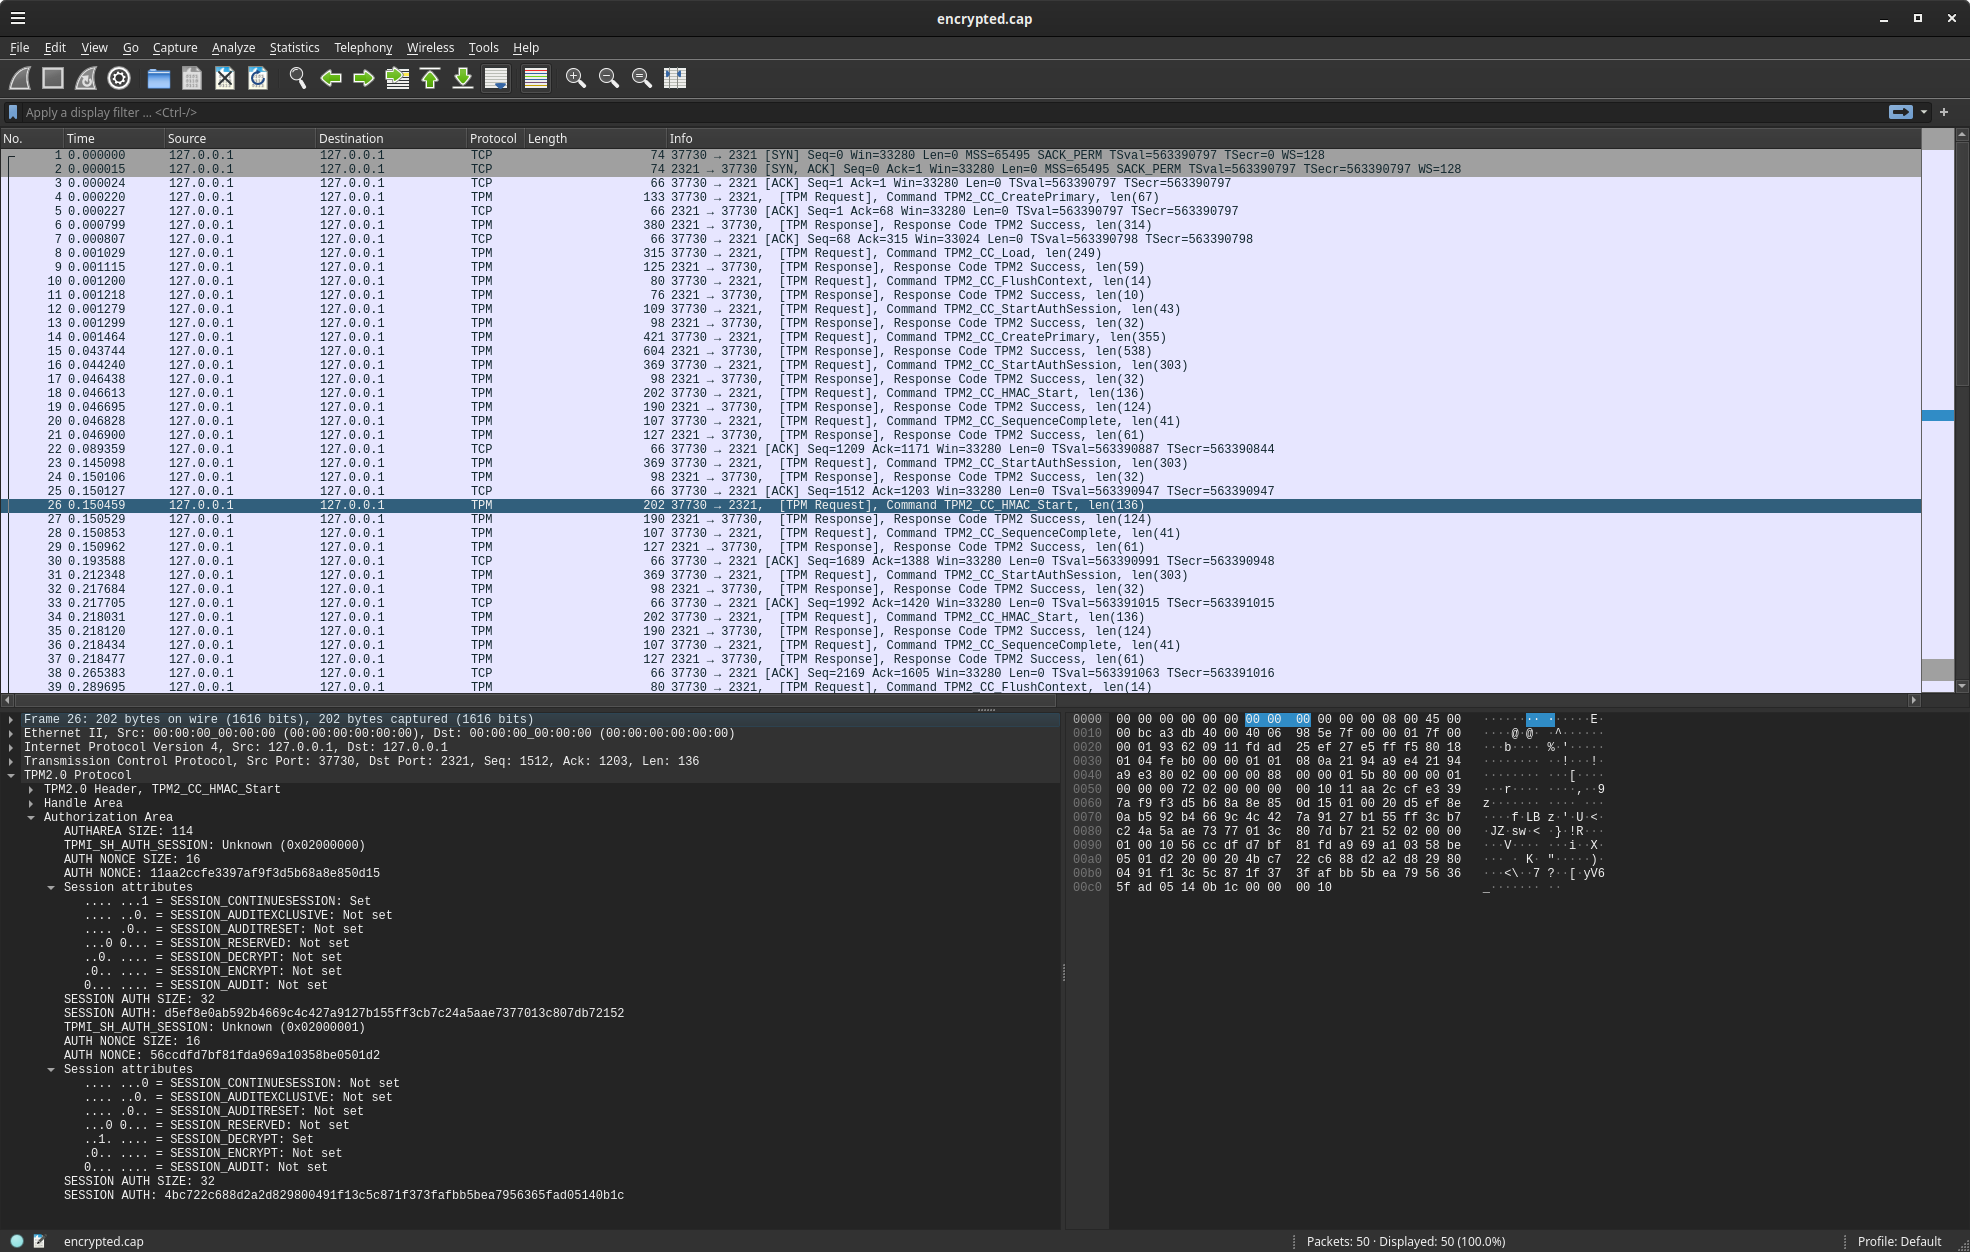 encrypted.cap
File Edit View Go Capture Analyze Statistics Telephony Wireless Tools Help
Apply a display filter ... <Ctrl-/>
No. Time Source Destination Protocol Length Info
1 0.000000 127.0.0.1 127.0.0.1 TCP 74 37730 → 2321 [SYN] Seq=0 Win=33280 Len=0 MSS=65495 SACK_PERM TSval=563390797 TSecr=0 WS=128
2 0.000015 127.0.0.1 127.0.0.1 TCP 74 2321 → 37730 [SYN, ACK] Seq=0 Ack=1 Win=33280 Len=0 MSS=65495 SACK_PERM TSval=563390797 TSecr=563390797 WS=128
3 0.000024 127.0.0.1 127.0.0.1 TCP 66 37730 → 2321 [ACK] Seq=1 Ack=1 Win=33280 Len=0 TSval=563390797 TSecr=563390797
4 0.000220 127.0.0.1 127.0.0.1 TPM 133 37730 → 2321, [TPM Request], Command TPM2_CC_CreatePrimary, len(67)
5 0.000227 127.0.0.1 127.0.0.1 TCP 66 2321 → 37730 [ACK] Seq=1 Ack=68 Win=33280 Len=0 TSval=563390797 TSecr=563390797
6 0.000799 127.0.0.1 127.0.0.1 TPM 380 2321 → 37730, [TPM Response], Response Code TPM2 Success, len(314)
7 0.000807 127.0.0.1 127.0.0.1 TCP 66 37730 → 2321 [ACK] Seq=68 Ack=315 Win=33024 Len=0 TSval=563390798 TSecr=563390798
8 0.001029 127.0.0.1 127.0.0.1 TPM 315 37730 → 2321, [TPM Request], Command TPM2_CC_Load, len(249)
9 0.001115 127.0.0.1 127.0.0.1 TPM 125 2321 → 37730, [TPM Response], Response Code TPM2 Success, len(59)
10 0.001200 127.0.0.1 127.0.0.1 TPM 80 37730 → 2321, [TPM Request], Command TPM2_CC_FlushContext, len(14)
11 0.001218 127.0.0.1 127.0.0.1 TPM 76 2321 → 37730, [TPM Response], Response Code TPM2 Success, len(10)
12 0.001279 127.0.0.1 127.0.0.1 TPM 109 37730 → 2321, [TPM Request], Command TPM2_CC_StartAuthSession, len(43)
13 0.001299 127.0.0.1 127.0.0.1 TPM 98 2321 → 37730, [TPM Response], Response Code TPM2 Success, len(32)
14 0.001464 127.0.0.1 127.0.0.1 TPM 421 37730 → 2321, [TPM Request], Command TPM2_CC_CreatePrimary, len(355)
15 0.043744 127.0.0.1 127.0.0.1 TPM 604 2321 → 37730, [TPM Response], Response Code TPM2 Success, len(538)
16 0.044240 127.0.0.1 127.0.0.1 TPM 369 37730 → 2321, [TPM Request], Command TPM2_CC_StartAuthSession, len(303)
17 0.046438 127.0.0.1 127.0.0.1 TPM 98 2321 → 37730, [TPM Response], Response Code TPM2 Success, len(32)
18 0.046613 127.0.0.1 127.0.0.1 TPM 202 37730 → 2321, [TPM Request], Command TPM2_CC_HMAC_Start, len(136)
19 0.046695 127.0.0.1 127.0.0.1 TPM 190 2321 → 37730, [TPM Response], Response Code TPM2 Success, len(124)
20 0.046828 127.0.0.1 127.0.0.1 TPM 107 37730 → 2321, [TPM Request], Command TPM2_CC_SequenceComplete, len(41)
21 0.046900 127.0.0.1 127.0.0.1 TPM 127 2321 → 37730, [TPM Response], Response Code TPM2 Success, len(61)
22 0.089359 127.0.0.1 127.0.0.1 TCP 66 37730 → 2321 [ACK] Seq=1209 Ack=1171 Win=33280 Len=0 TSval=563390887 TSecr=563390844
23 0.145098 127.0.0.1 127.0.0.1 TPM 369 37730 → 2321, [TPM Request], Command TPM2_CC_StartAuthSession, len(303)
24 0.150106 127.0.0.1 127.0.0.1 TPM 98 2321 → 37730, [TPM Response], Response Code TPM2 Success, len(32)
25 0.150127 127.0.0.1 127.0.0.1 TCP 66 37730 → 2321 [ACK] Seq=1512 Ack=1203 Win=33280 Len=0 TSval=563390947 TSecr=563390947
26 0.150459 127.0.0.1 127.0.0.1 TPM 202 37730 → 2321, [TPM Request], Command TPM2_CC_HMAC_Start, len(136)
27 0.150529 127.0.0.1 127.0.0.1 TPM 190 2321 → 37730, [TPM Response], Response Code TPM2 Success, len(124)
28 0.150853 127.0.0.1 127.0.0.1 TPM 107 37730 → 2321, [TPM Request], Command TPM2_CC_SequenceComplete, len(41)
29 0.150962 127.0.0.1 127.0.0.1 TPM 127 2321 → 37730, [TPM Response], Response Code TPM2 Success, len(61)
30 0.193588 127.0.0.1 127.0.0.1 TCP 66 37730 → 2321 [ACK] Seq=1689 Ack=1388 Win=33280 Len=0 TSval=563390991 TSecr=563390948
31 0.212348 127.0.0.1 127.0.0.1 TPM 369 37730 → 2321, [TPM Request], Command TPM2_CC_StartAuthSession, len(303)
32 0.217684 127.0.0.1 127.0.0.1 TPM 98 2321 → 37730, [TPM Response], Response Code TPM2 Success, len(32)
33 0.217705 127.0.0.1 127.0.0.1 TCP 66 37730 → 2321 [ACK] Seq=1992 Ack=1420 Win=33280 Len=0 TSval=563391015 TSecr=563391015
34 0.218031 127.0.0.1 127.0.0.1 TPM 202 37730 → 2321, [TPM Request], Command TPM2_CC_HMAC_Start, len(136)
35 0.218120 127.0.0.1 127.0.0.1 TPM 190 2321 → 37730, [TPM Response], Response Code TPM2 Success, len(124)
36 0.218434 127.0.0.1 127.0.0.1 TPM 107 37730 → 2321, [TPM Request], Command TPM2_CC_SequenceComplete, len(41)
37 0.218477 127.0.0.1 127.0.0.1 TPM 127 2321 → 37730, [TPM Response], Response Code TPM2 Success, len(61)
38 0.265383 127.0.0.1 127.0.0.1 TCP 66 37730 → 2321 [ACK] Seq=2169 Ack=1605 Win=33280 Len=0 TSval=563391063 TSecr=563391016
39 0.289695 127.0.0.1 127.0.0.1 TPM 80 37730 → 2321, [TPM Request], Command TPM2_CC_FlushContext, len(14)
Frame 26: 202 bytes on wire (1616 bits), 202 bytes captured (1616 bits)
Ethernet II, Src: 00:00:00_00:00:00 (00:00:00:00:00:00), Dst: 00:00:00_00:00:00 (00:00:00:00:00:00)
Internet Protocol Version 4, Src: 127.0.0.1, Dst: 127.0.0.1
Transmission Control Protocol, Src Port: 37730, Dst Port: 2321, Seq: 1512, Ack: 1203, Len: 136
TPM2.0 Protocol
TPM2.0 Header, TPM2_CC_HMAC_Start
Handle Area
Authorization Area
AUTHAREA SIZE: 114
TPMI_SH_AUTH_SESSION: Unknown (0x02000000)
AUTH NONCE SIZE: 16
AUTH NONCE: 11aa2ccfe3397af9f3d5b68a8e850d15
Session attributes
.... ...1 = SESSION_CONTINUESESSION: Set
.... ..0. = SESSION_AUDITEXCLUSIVE: Not set
.... .0.. = SESSION_AUDITRESET: Not set
...0 0... = SESSION_RESERVED: Not set
..0. .... = SESSION_DECRYPT: Not set
.0.. .... = SESSION_ENCRYPT: Not set
0... .... = SESSION_AUDIT: Not set
SESSION AUTH SIZE: 32
SESSION AUTH: d5ef8e0ab592b4669c4c427a9127b155ff3cb7c24a5aae7377013c807db72152
TPMI_SH_AUTH_SESSION: Unknown (0x02000001)
AUTH NONCE SIZE: 16
AUTH NONCE: 56ccdfd7bf81fda969a10358be0501d2
Session attributes
.... ...0 = SESSION_CONTINUESESSION: Not set
.... ..0. = SESSION_AUDITEXCLUSIVE: Not set
.... .0.. = SESSION_AUDITRESET: Not set
...0 0... = SESSION_RESERVED: Not set
..1. .... = SESSION_DECRYPT: Set
.0.. .... = SESSION_ENCRYPT: Not set
0... .... = SESSION_AUDIT: Not set
SESSION AUTH SIZE: 32
SESSION AUTH: 4bc722c688d2a2d829800491f13c5c871f373fafbb5bea7956365fad05140b1c
0000 00 00 00 00 00 00 00 00 00 00 00 00 08 00 45 00 ··············E·
0010 00 bc a3 db 40 00 40 06 98 5e 7f 00 00 01 7f 00 ····@·@··^······
0020 00 01 93 62 09 11 fd ad 25 ef 27 e5 ff f5 80 18 ···b····%·'·····
0030 01 04 fe b0 00 00 01 01 08 0a 21 94 a9 e4 21 94 ··········!···!·
0040 a9 e3 80 02 00 00 00 88 00 00 01 5b 80 00 00 01 ···········[····
0050 00 00 00 72 02 00 00 00 00 10 11 aa 2c cf e3 39 ···r········,··9
0060 7a f9 f3 d5 b6 8a 8e 85 0d 15 01 00 20 d5 ef 8e z··········· ···
0070 0a b5 92 b4 66 9c 4c 42 7a 91 27 b1 55 ff 3c b7 ····f·LBz·'·U·<·
0080 c2 4a 5a ae 73 77 01 3c 80 7d b7 21 52 02 00 00 ·JZ·sw·<·}·!R···
0090 01 00 10 56 cc df d7 bf 81 fd a9 69 a1 03 58 be ···V·······i··X·
00a0 05 01 d2 20 00 20 4b c7 22 c6 88 d2 a2 d8 29 80 ··· · K·"·····)·
00b0 04 91 f1 3c 5c 87 1f 37 3f af bb 5b ea 79 56 36 ···<\··7?··[·yV6
00c0 5f ad 05 14 0b 1c 00 00 00 10 _·········
encrypted.cap
Packets: 50 · Displayed: 50 (100.0%)
Profile: Default